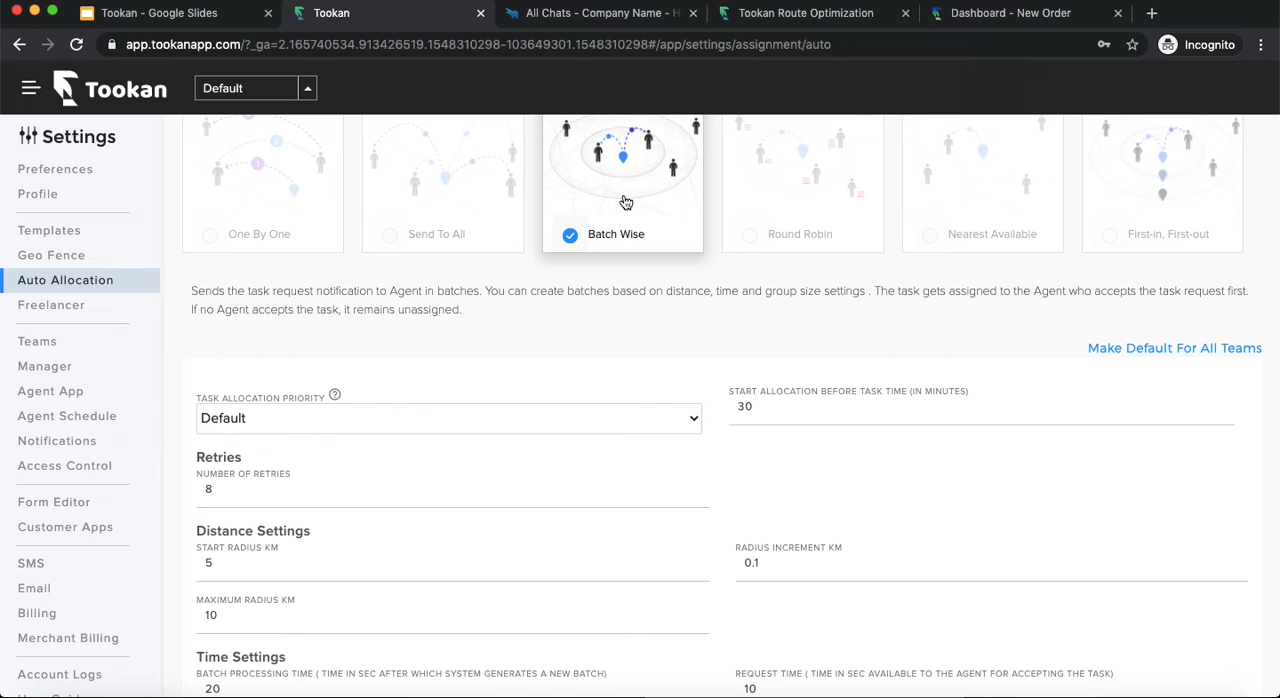 Tookan - Google Slides
Tookan
All Chats - Company Name - H
Tookan Route Optimization
Dashboard - New Order
app.tookanapp.com/?_ga=2.165740534.913426519.1548310298-103649301.1548310298#/app/settings/assignment/auto
Incognito
Tookan
Default
Settings
Preferences
Profile
Templates
Geo Fence
Auto Allocation
Freelancer
Teams
Manager
Agent App
Agent Schedule
Notifications
Access Control
Form Editor
Customer Apps
SMS
Email
Billing
Merchant Billing
Account Logs
One By One
Send To All
Batch Wise
Round Robin
Nearest Available
First-in, First-out
Sends the task request notification to Agent in batches. You can create batches based on distance, time and group size settings . The task gets assigned to the Agent who accepts the task request first.
If no Agent accepts the task, it remains unassigned.
Make Default For All Teams
TASK ALLOCATION PRIORITY ?
Default
START ALLOCATION BEFORE TASK TIME (IN MINUTES)
30
Retries
NUMBER OF RETRIES
8
Distance Settings
START RADIUS KM
5
RADIUS INCREMENT KM
0.1
MAXIMUM RADIUS KM
10
Time Settings
BATCH PROCESSING TIME ( TIME IN SEC AFTER WHICH SYSTEM GENERATES A NEW BATCH)
20
REQUEST TIME ( TIME IN SEC AVAILABLE TO THE AGENT FOR ACCEPTING THE TASK)
10